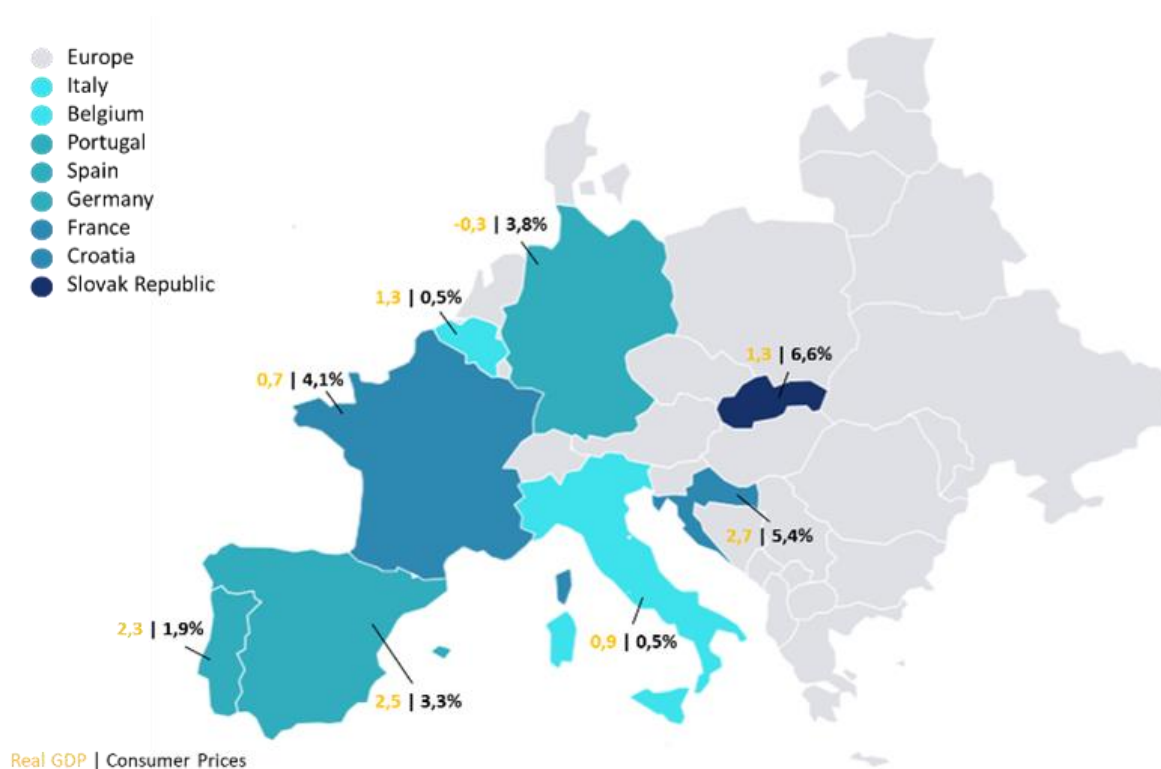 Europe
Italy
Belgium
Portugal
Spain
Germany
France
Croatia
Slovak Republic
-0,3 | 3,8%
1,3 | 0,5%
1,3 | 6,6%
0,7 | 4,1%
2,7 | 5,4%
2,3 | 1,9%
0,9 | 0,5%
2,5 | 3,3%
Real GDP | Consumer Prices